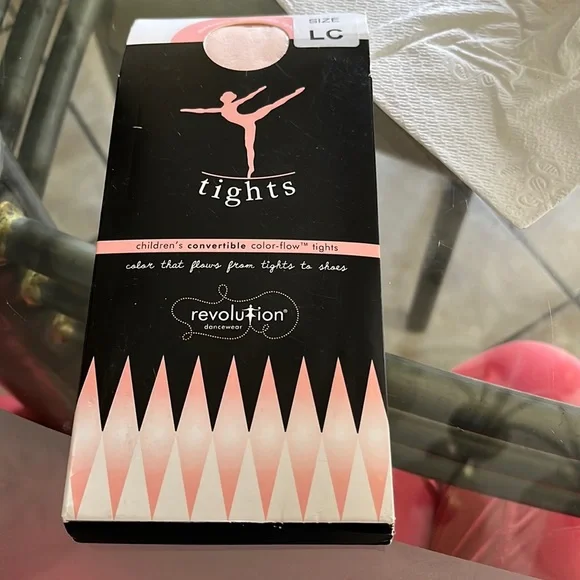 SIZE
LC
tights
children's convertible color-flow™ tights
color that flows from tights to shoes
revolution®
dancewear